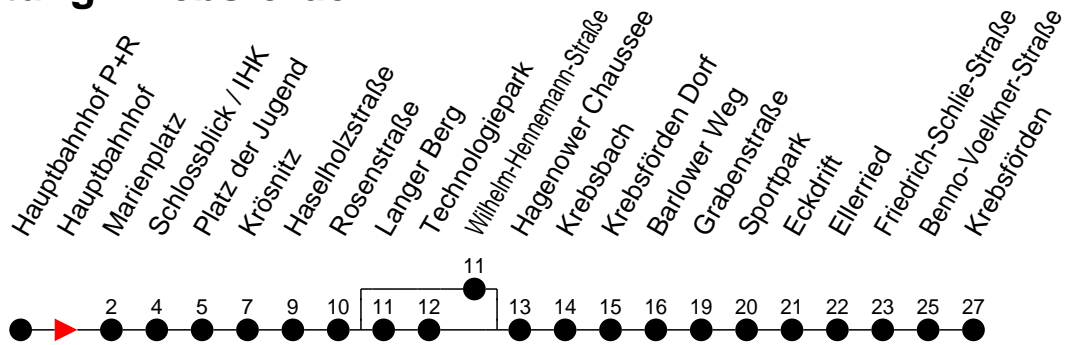 Hauptbahnhof P+R
Hauptbahnhof
Marienplatz
Schlossblick / IHK
Platz der Jugend
Krösnitz
Haselholzstraße
Rosenstraße
Langer Berg
Technologiepark
Wilhelm-Hennemann-Straße
Hagenower Chaussee
Krebsbach
Krebsförden Dorf
Barlower Weg
Grabenstraße
Sportpark
Eckdrift
Ellerried
Friedrich-Schlie-Straße
Benno-Voelkner-Straße
Krebsförden
11
2 4 5 7 9 10 11 12 13 14 15 16 19 20 21 22 23 25 27